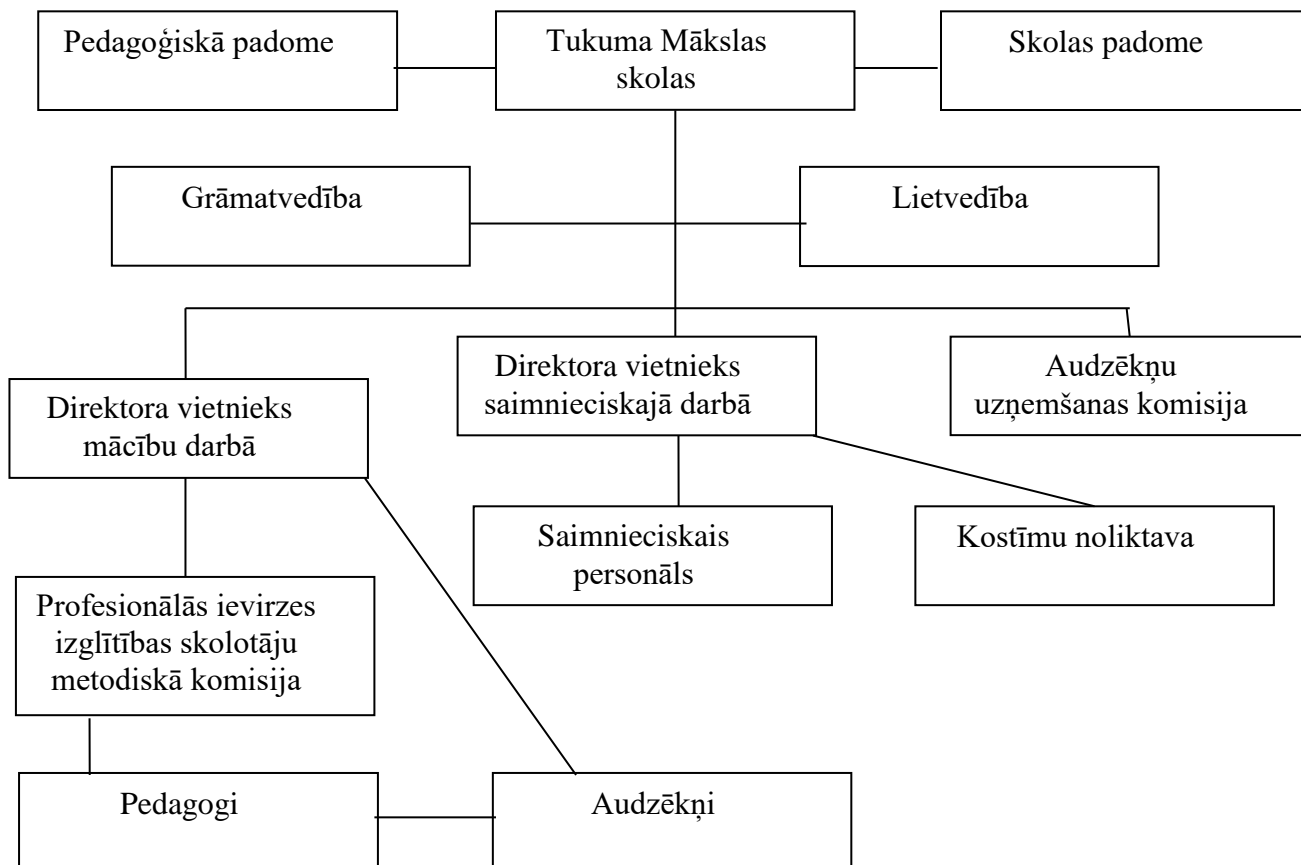 Pedagoģiskā padome
Tukuma Mākslas
skolas
Skolas padome
Grāmatvedība
Lietvedība
Direktora vietnieks
mācību darbā
Direktora vietnieks
saimnieciskajā darbā
Audzēkņu
uzņemšanas komisija
Saimnieciskais
personāls
Kostīmu noliktava
Profesionālās ievirzes
izglītības skolotāju
metodiskā komisija
Pedagogi
Audzēkņi